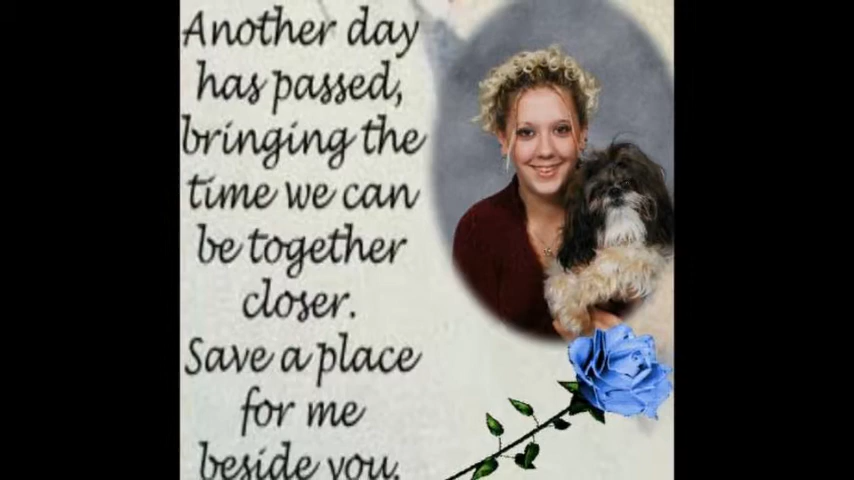 Another day
has passed,
bringing the
time we can
be together
closer.
Save a place
for me
beside you.